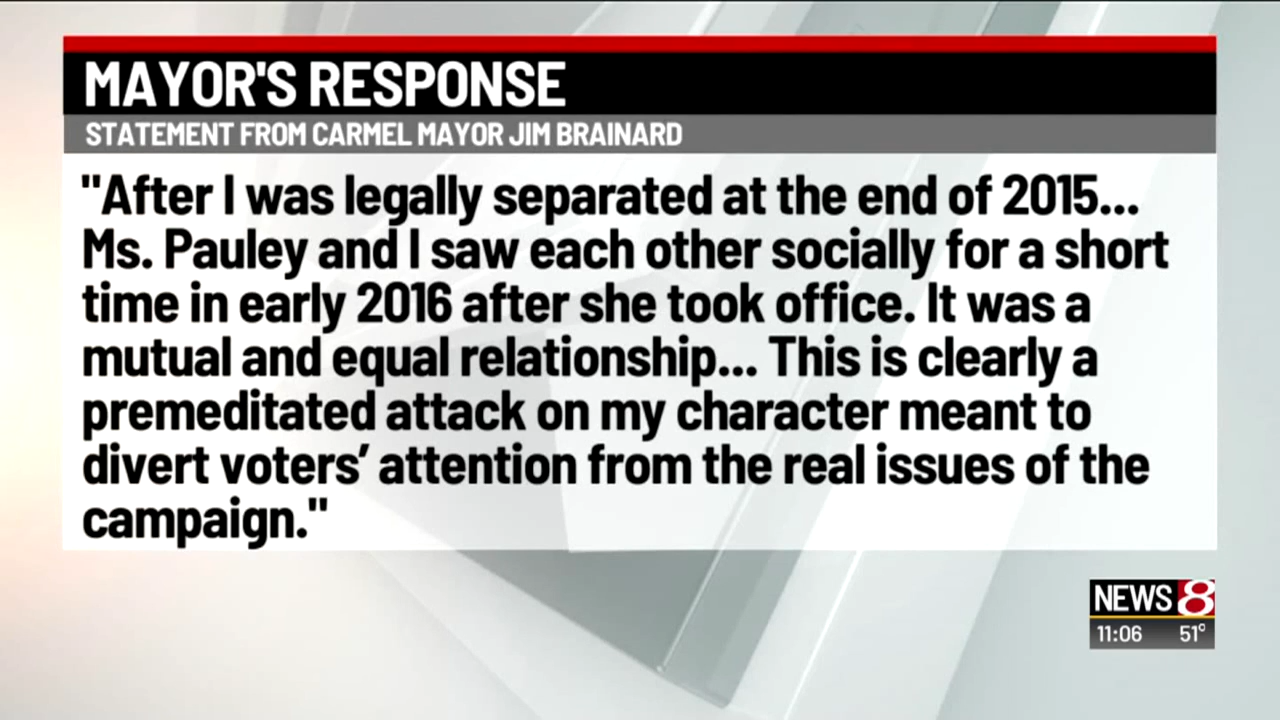 MAYOR'S RESPONSE
STATEMENT FROM CARMEL MAYOR JIM BRAINARD
"After I was legally separated at the end of 2015...
Ms. Pauley and I saw each other socially for a short
time in early 2016 after she took office. It was a
mutual and equal relationship... This is clearly a
premeditated attack on my character meant to
divert voters’ attention from the real issues of the
campaign."
NEWS 8
11:06 51°